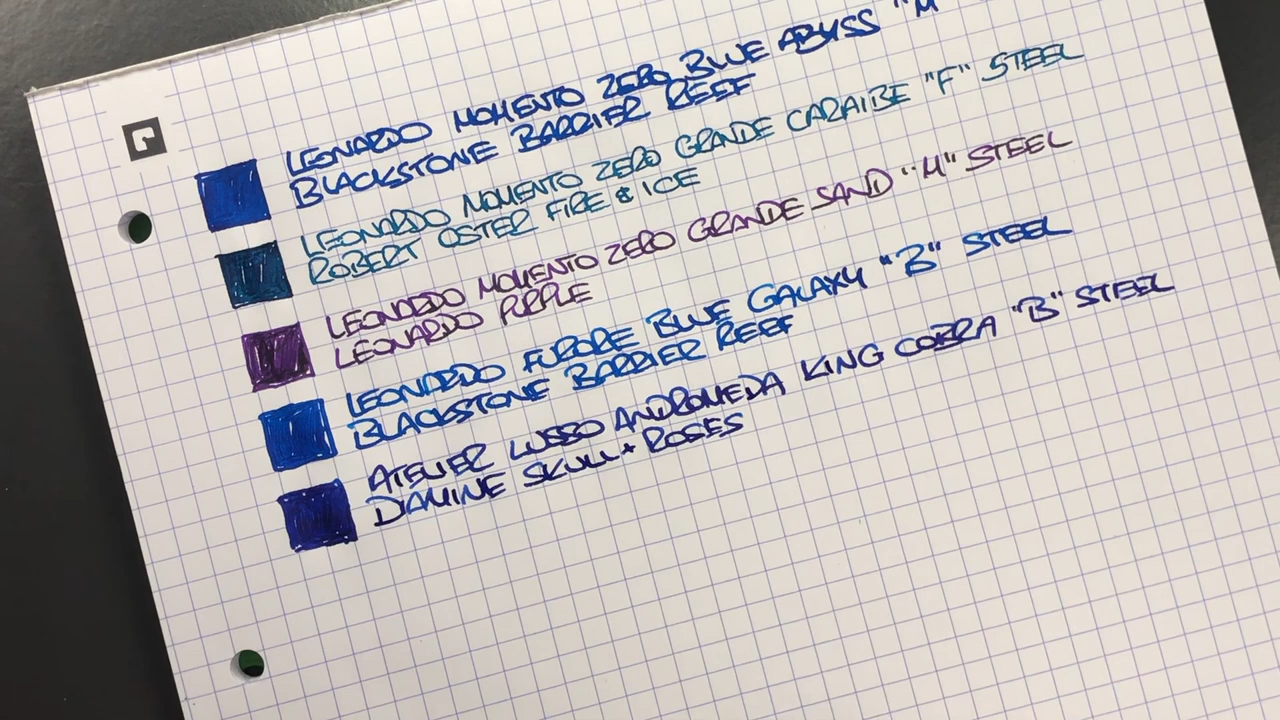 LEONARDO MOMENTO ZERO BLUE ABYSS "M"
BLACKSTONE BARRIER REEF
LEONARDO MOMENTO ZERO GRANDE CARAIBE "F" STEEL
ROBERT OSTER FIRE & ICE
LEONARDO MOMENTO ZERO GRANDE SAND "M" STEEL
LEONARDO PURPLE
LEONARDO FURORE BLUE GALAXY "B" STEEL
BLACKSTONE BARRIER REEF
ATELIER LUSSO ANDROMEDA KING COBRA "B" STEEL
DIAMINE SKULL + ROSES